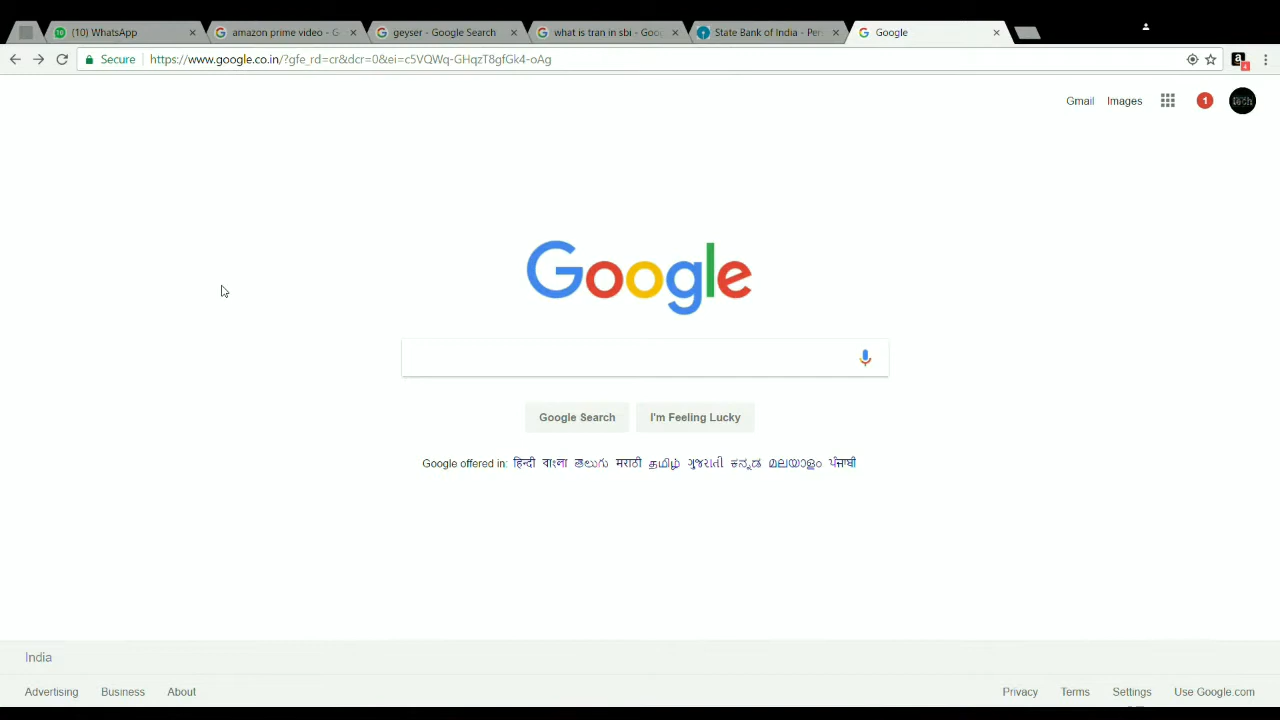 (10) WhatsApp
amazon prime video - G
geyser - Google Search
what is tran in sbi - Goog
State Bank of India - Pers
Google
Secure https://www.google.co.in/?gfe_rd=cr&dcr=0&ei=c5VQWq-GHqzT8gfGk4-oAg
Gmail Images 1
Google
Google Search I'm Feeling Lucky
Google offered in: हिन्दी বাংলা తెలుగు मराठी தமிழ் ગુજરાતી ಕನ್ನಡ മലയാളം ਪੰਜਾਬੀ
India
Advertising Business About Privacy Terms Settings Use Google.com